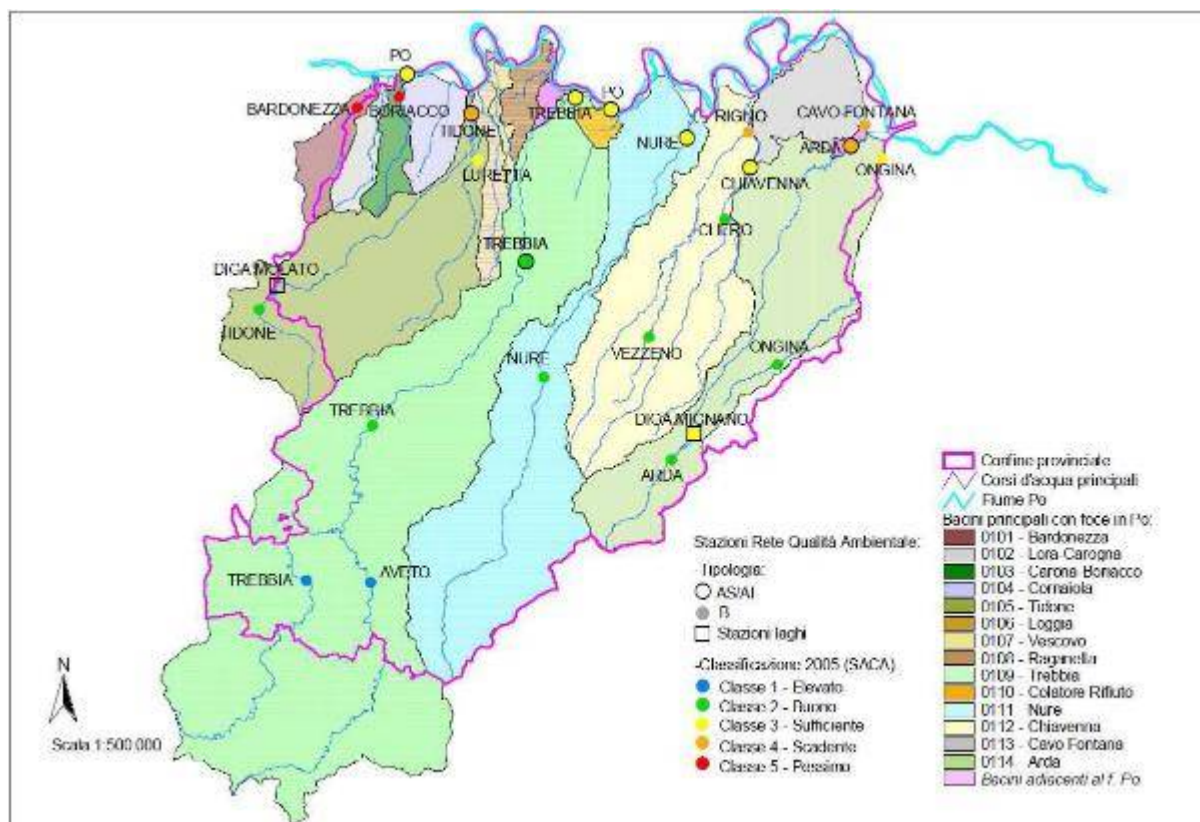 PO
BARDONEZZA
BORIACCO
TIDONE
TREBBIA
PO
RIGNO
CAVO FONTANA
NURE
ARDA
LURETTA
ONGINA
CHIAVENNA
CHERO
TREBBIA
DIGA MOLATO
TIDONE
VEZZENO
ONGINA
NURE
TREBBIA
DIGA MIGNANO
ARDA
TREBBIA
AVETO
N
Scala 1:500 000
Confine provinciale
Corsi d'acqua principali
Fiume Po
Bacini principali con foce in Po:
0101 - Bardonezza
0102 - Lora-Carogna
0103 - Carona-Boriacco
0104 - Cornaiola
0105 - Tidone
0106 - Loggia
0107 - Vescovo
0108 - Raganella
0109 - Trebbia
0110 - Colatore Rifiuto
0111 - Nure
0112 - Chiavenna
0113 - Cavo Fontana
0114 - Arda
Bacini adiacenti al f. Po
Stazioni Rete Qualità Ambientale:
Tipologia:
AS/AI
B
Stazioni laghi
-Classificazione 2005 (SACA)
Classe 1 - Elevato
Classe 2 - Buono
Classe 3 - Sufficiente
Classe 4 - Scadente
Classe 5 - Pessimo